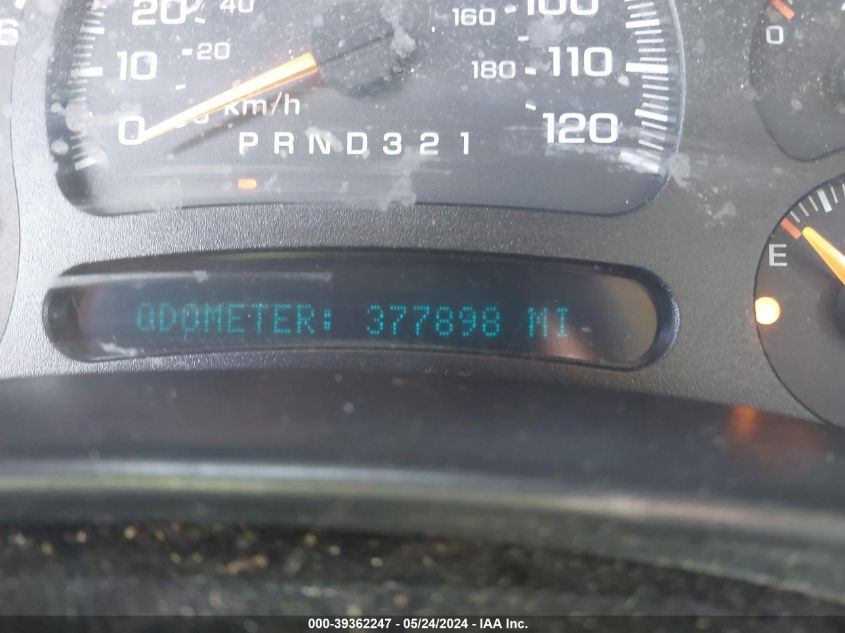 20 40 160 100
10 20 180 110
0 km/h 120
PRND321
0
E
ODOMETER: 377898 MI
000-39362247 - 05/24/2024 - IAA Inc.